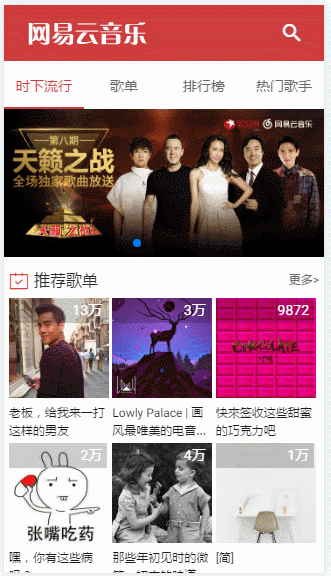 网易云音乐
时下流行 歌单 排行榜 热门歌手
第八期
天籁之战
全场独家歌曲放送
网易云音乐
天籁之战
推荐歌单 更多>
13万 3万 9872
CHOCOLATE
老板，给我来一打
这样的男友
Lowly Palace | 画
风最唯美的电音...
快來签收这些甜蜜
的巧克力吧
2万 4万 1万
张嘴吃药
嘿，你有这些病
那些年初见时的微
[简]